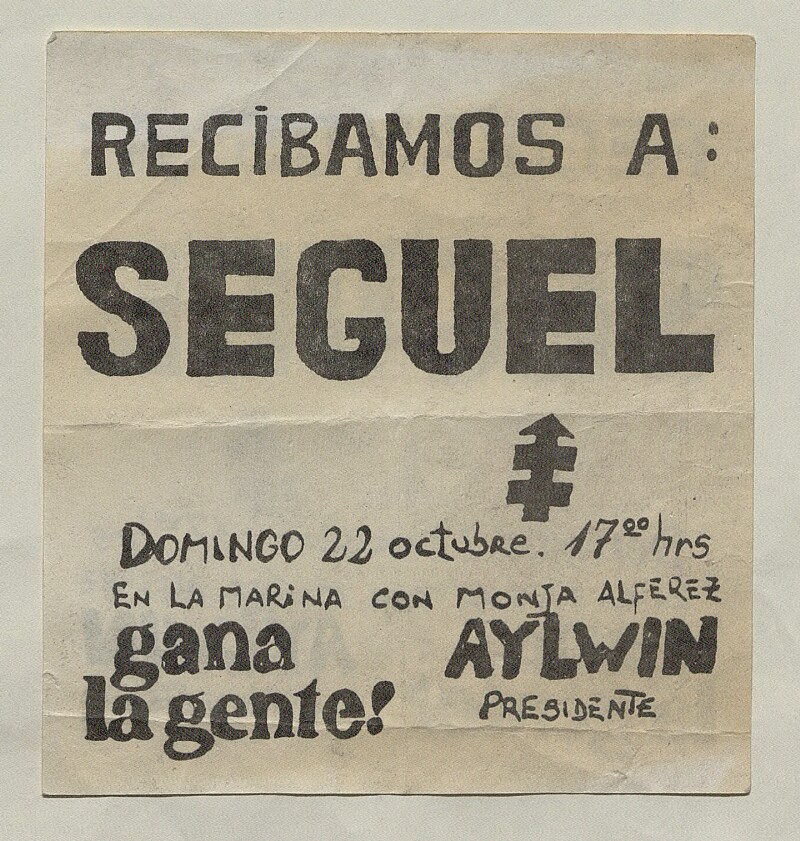 RECIBAMOS A:
SEGUEL
DOMINGO 22 octubre. 17⁰⁰ hrs
EN LA MARINA CON MONJA ALFEREZ
gana
la gente!
AYLWIN
PRESIDENTE